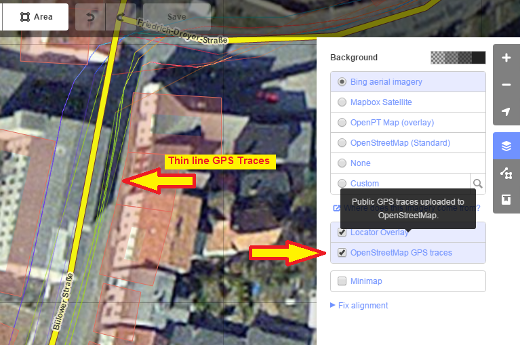 Area
Save
Friedrich-Dreyer-Straße
Background
Bing aerial imagery
Mapbox Satellite
OpenPT Map (overlay)
OpenStreetMap (Standard)
None
Custom
Public GPS traces uploaded to
OpenStreetMap.
Locator Overlay
OpenStreetMap GPS traces
Minimap
Fix alignment
Thin line GPS Traces
Billower Straße